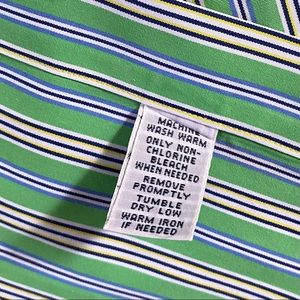 MACHINE
WASH WARM
ONLY NON-
CHLORINE
BLEACH
WHEN NEEDED
REMOVE
PROMPTLY
TUMBLE
DRY LOW
WARM IRON
IF NEEDED